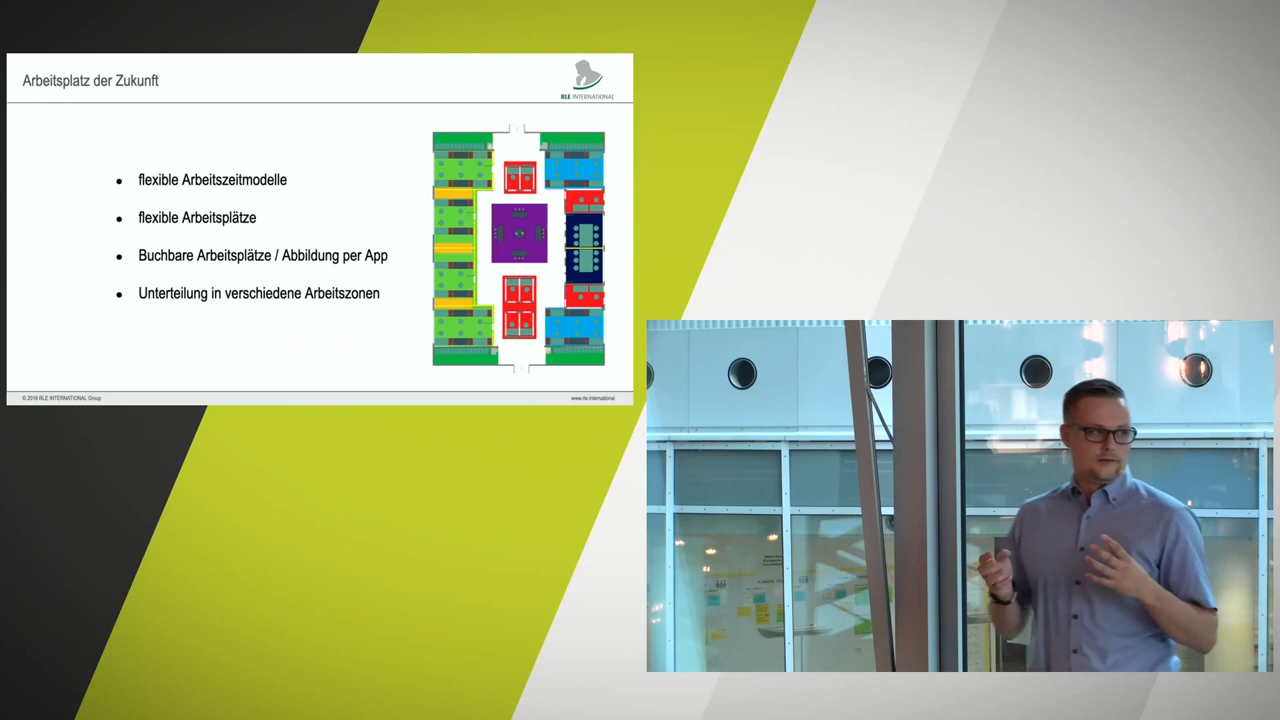 Arbeitsplatz der Zukunft
RLE INTERNATIONAL
• flexible Arbeitszeitmodelle
• flexible Arbeitsplätze
• Buchbare Arbeitsplätze / Abbildung per App
• Unterteilung in verschiedene Arbeitszonen
© 2019 RLE INTERNATIONAL Group
www.rle.international